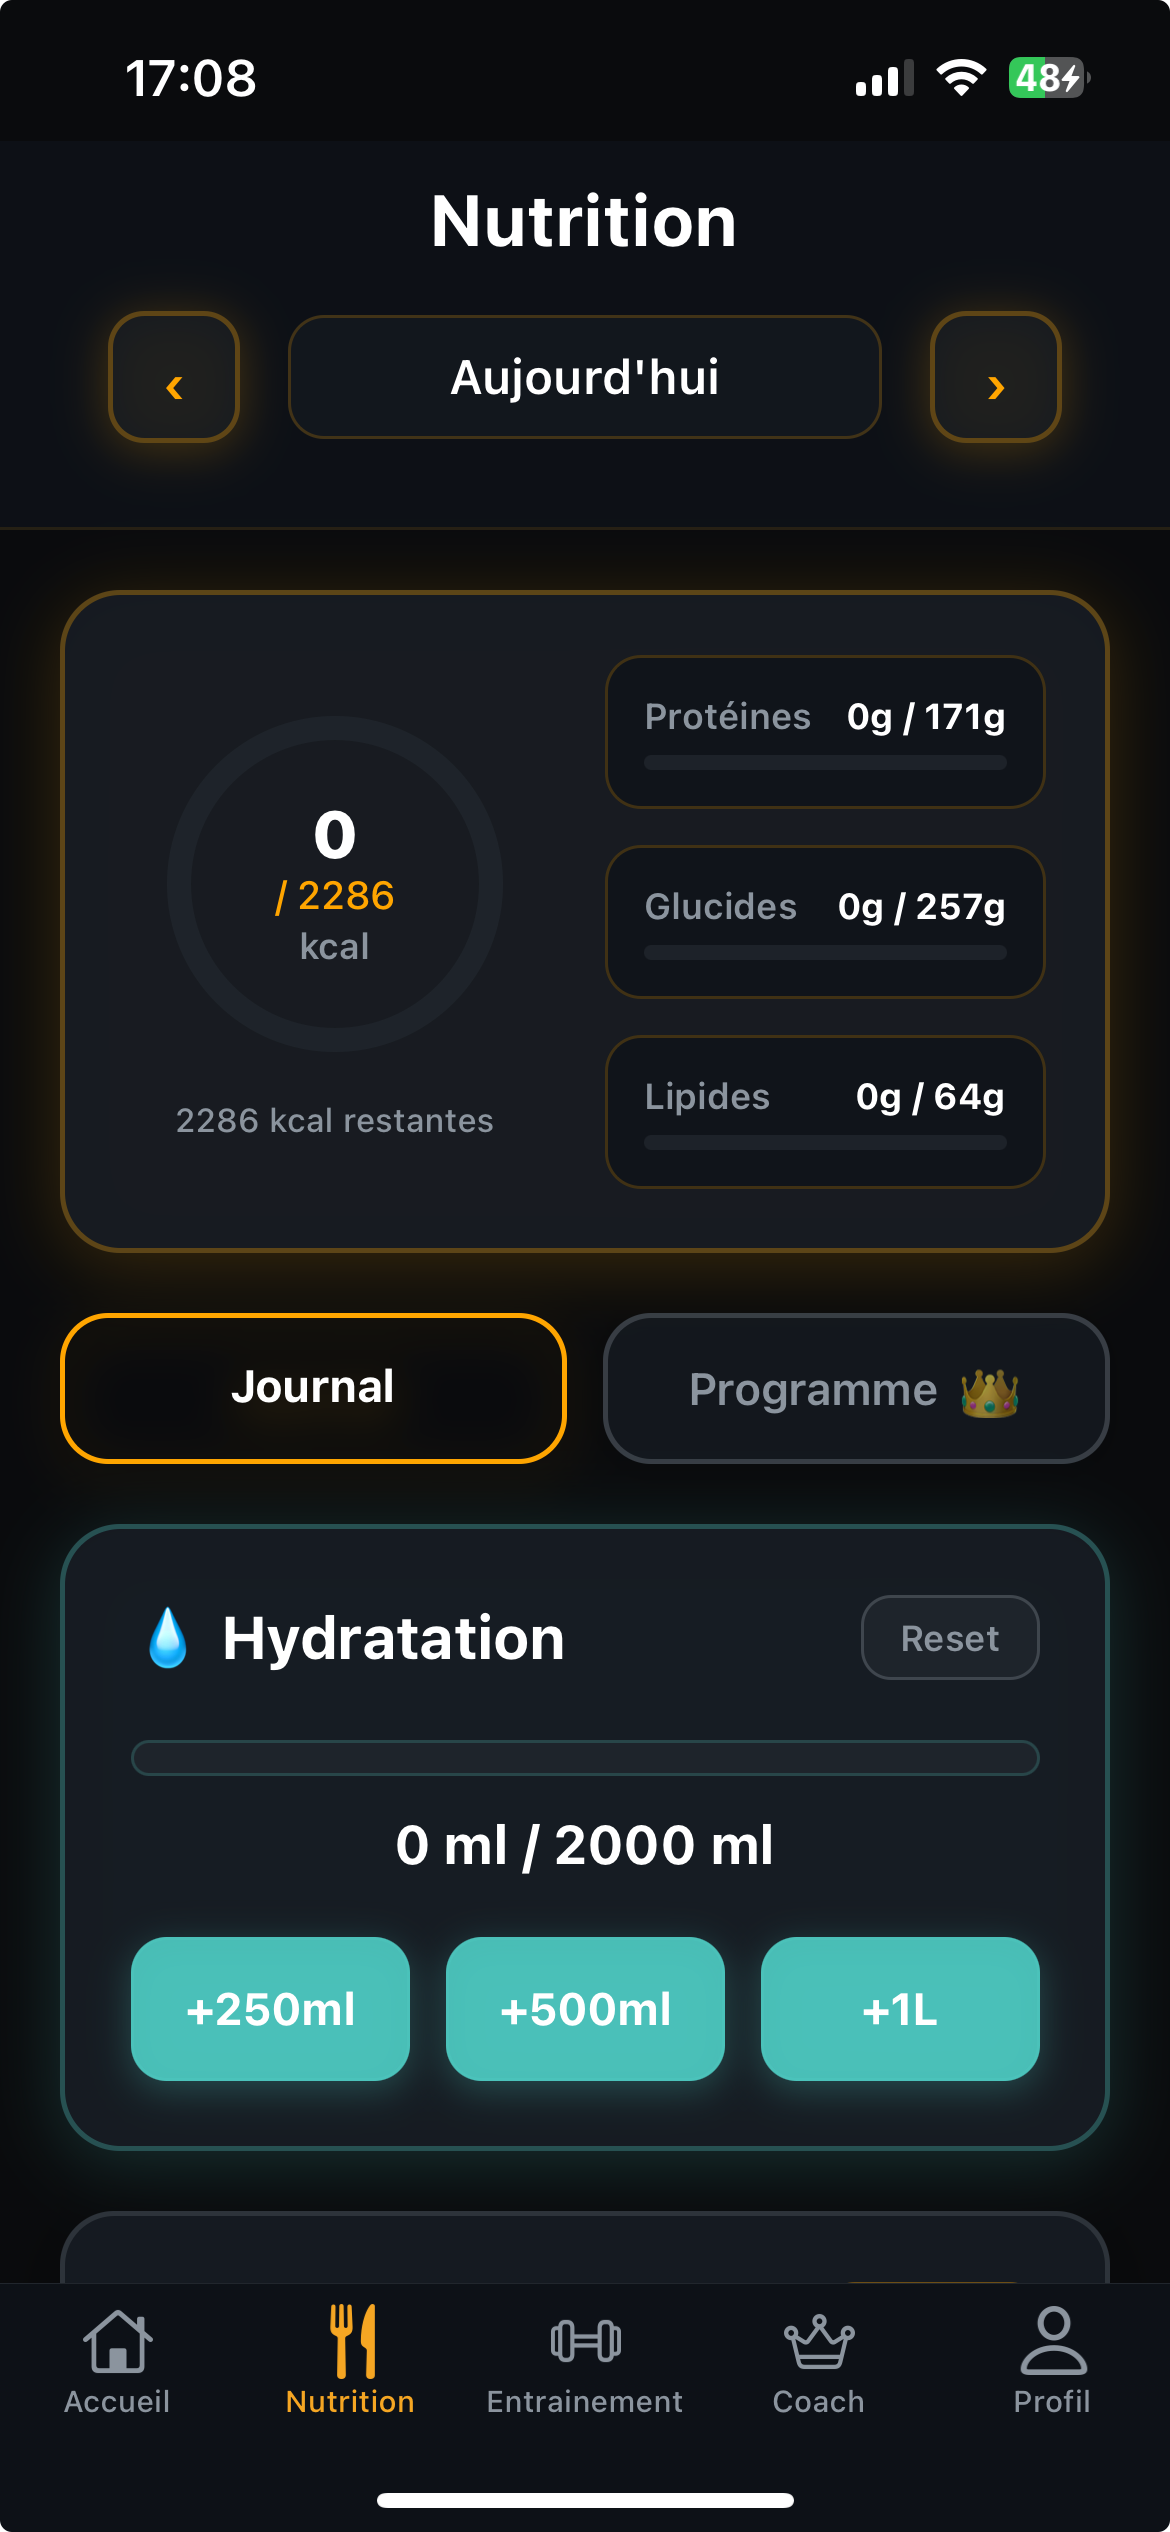 17:08
48
Nutrition
‹
Aujourd'hui
›
0
/ 2286
kcal
2286 kcal restantes
Protéines 0g / 171g
Glucides 0g / 257g
Lipides 0g / 64g
Journal
Programme 👑
💧 Hydratation
Reset
0 ml / 2000 ml
+250ml
+500ml
+1L
Accueil
Nutrition
Entrainement
Coach
Profil